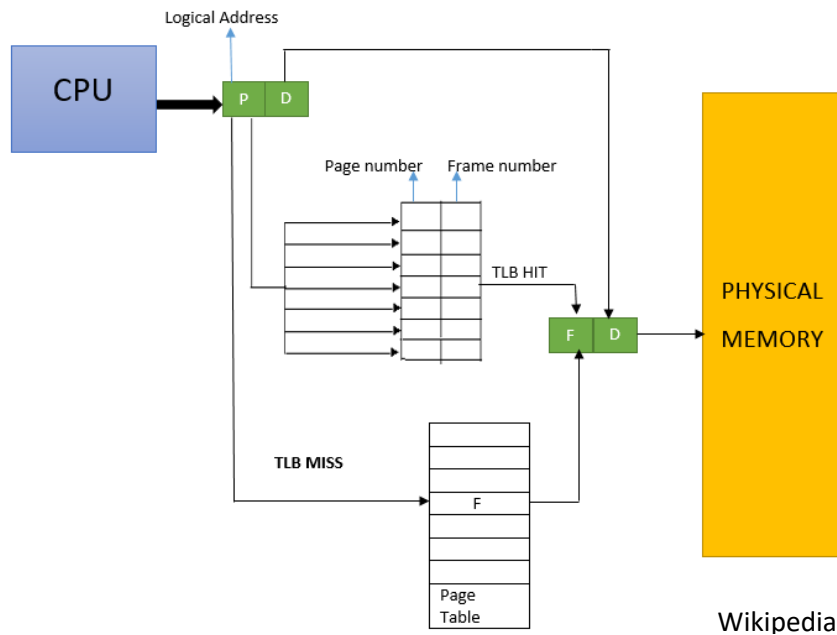 Logical Address
CPU
P D
Page number Frame number
TLB HIT
F D
PHYSICAL
MEMORY
TLB MISS
F
Page
Table
Wikipedia